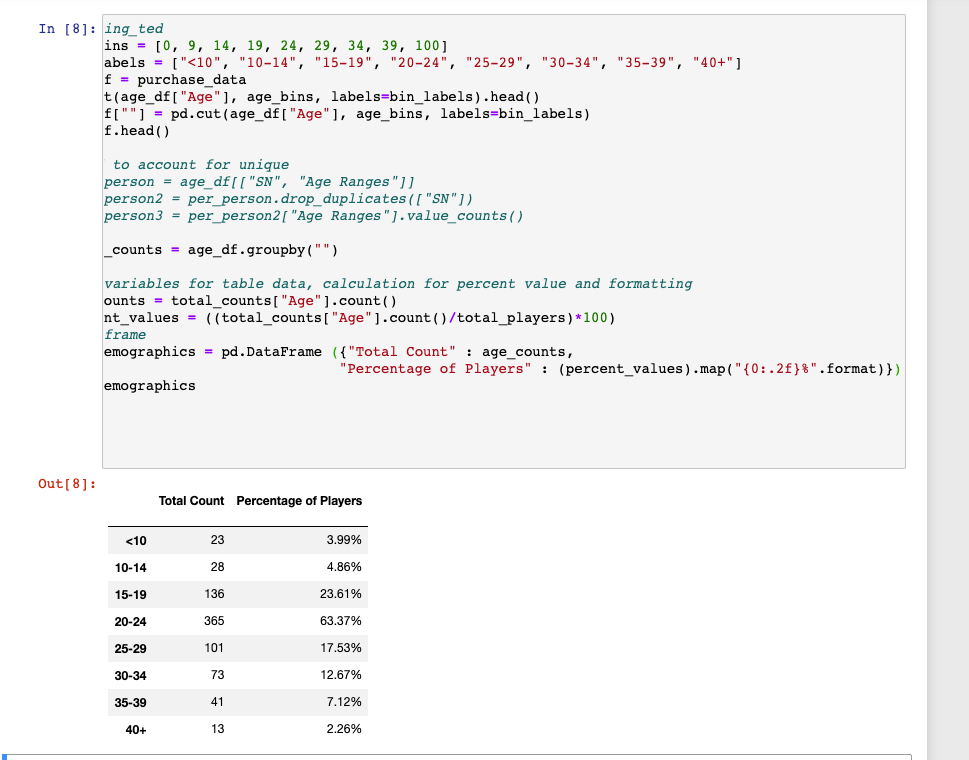 In [8]: ing_ted
ins = [0, 9, 14, 19, 24, 29, 34, 39, 100]
abels = ["<10", "10-14", "15-19", "20-24", "25-29", "30-34", "35-39", "40+"]
f = purchase_data
t(age_df["Age"], age_bins, labels=bin_labels).head()
f[""] = pd.cut(age_df["Age"], age_bins, labels=bin_labels)
f.head()
to account for unique
person = age_df[["SN", "Age Ranges"]]
person2 = per_person.drop_duplicates(["SN"])
person3 = per_person2["Age Ranges"].value_counts()
_counts = age_df.groupby("")
variables for table data, calculation for percent value and formatting
ounts = total_counts["Age"].count()
nt_values = ((total_counts["Age"].count()/total_players)*100)
frame
emographics = pd.DataFrame ({"Total Count" : age_counts,
"Percentage of Players" : (percent_values).map("{0:.2f}%".format)})
emographics
Out[8]:
Total Count Percentage of Players
<10 23 3.99%
10-14 28 4.86%
15-19 136 23.61%
20-24 365 63.37%
25-29 101 17.53%
30-34 73 12.67%
35-39 41 7.12%
40+ 13 2.26%